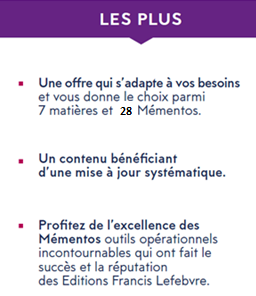 LES PLUS
Une offre qui s'adapte à vos besoins
et vous donne le choix parmi
7 matières et 28 Mémentos.
Un contenu bénéficiant
d'une mise à jour systématique.
Profitez de l'excellence des
Mémentos outils opérationnels
incontournables qui ont fait le
succès et la réputation
des Editions Francis Lefebvre.